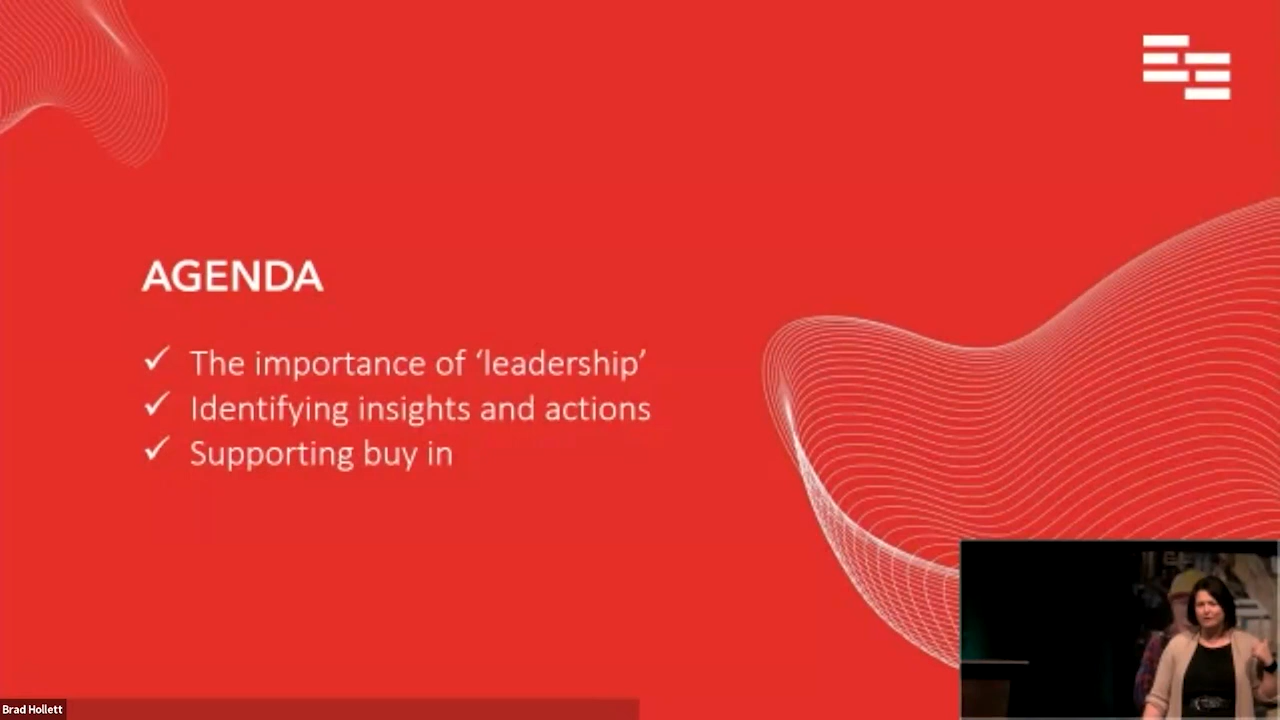 AGENDA
✓ The importance of ‘leadership’
✓ Identifying insights and actions
✓ Supporting buy in
Brad Hollett